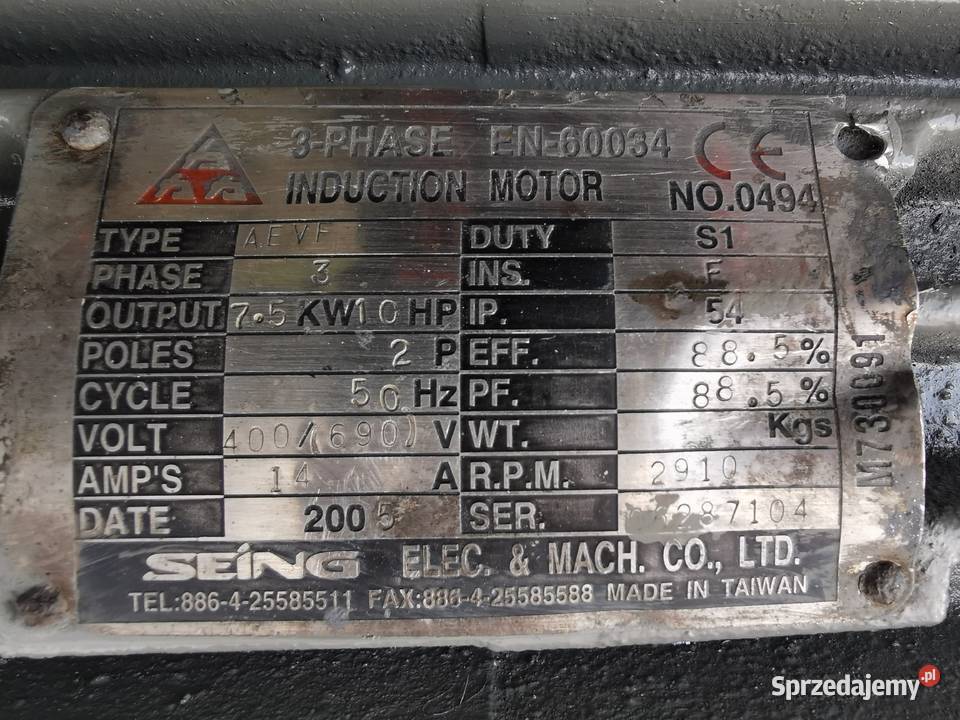 3-PHASE EN-60034 CE
INDUCTION MOTOR NO.0494
TYPE AEVF DUTY S1
PHASE 3 INS. F
OUTPUT 7.5 KW 10 HP IP. 54
POLES 2 P EFF. 88.5%
CYCLE 50 Hz PF. 88.5%
VOLT 400/(690) V WT. Kgs
AMP'S 14 A R.P.M. 2910
DATE 2005 SER. 287104
M730091
SEING ELEC. & MACH. CO., LTD.
TEL:886-4-25585511 FAX:886-4-25585588 MADE IN TAIWAN
Sprzedajemy.pl